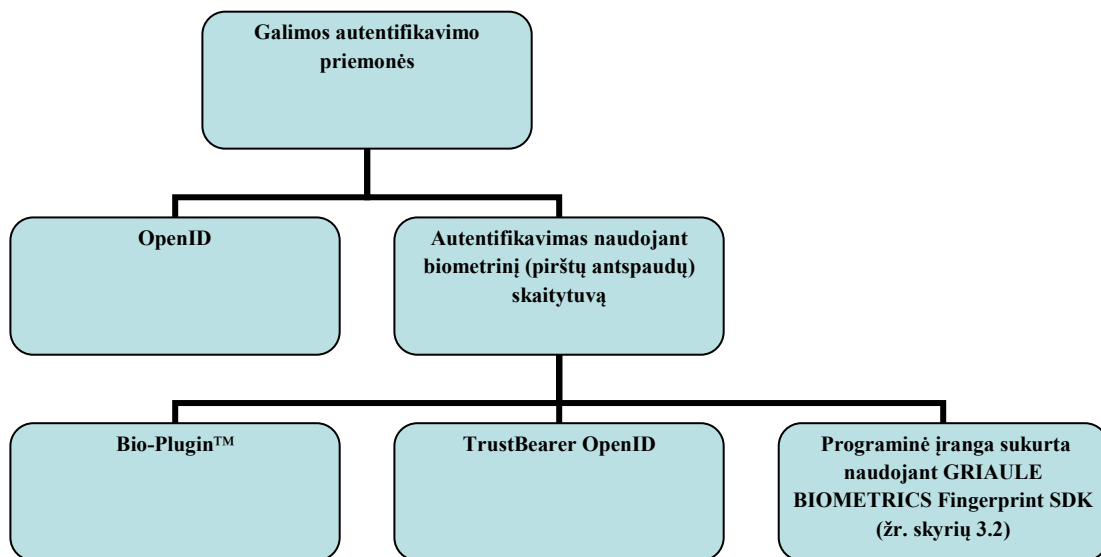 Galimos autentifikavimo
priemonės
OpenID
Autentifikavimas naudojant
biometrinį (pirštų antspaudų)
skaitytuvą
Bio-Plugin™
TrustBearer OpenID
Programinė įranga sukurta
naudojant GRIAULE
BIOMETRICS Fingerprint SDK
(žr. skyrių 3.2)